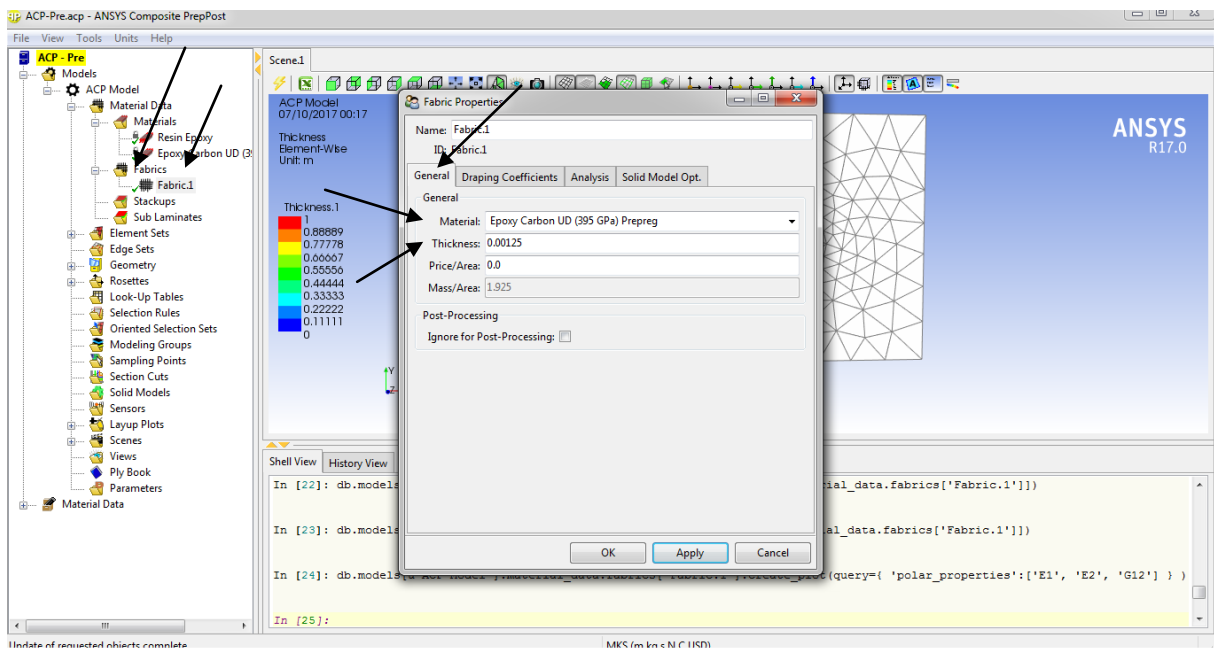 ACP-Pre.acp - ANSYS Composite PrepPost
File View Tools Units Help
ACP - Pre
Models
ACP Model
Material Data
Materials
Resin Epoxy
Epoxy Carbon UD (3
Fabrics
Fabric.1
Stackups
Sub Laminates
Element Sets
Edge Sets
Geometry
Rosettes
Look-Up Tables
Selection Rules
Oriented Selection Sets
Modeling Groups
Sampling Points
Section Cuts
Solid Models
Sensors
Layup Plots
Scenes
Views
Ply Book
Parameters
Material Data
Scene.1
ACP Model
07/10/2017 00:17
Thickness
Element-Wise
Unit: m
Thickness.1
1
0.88889
0.77778
0.66667
0.55556
0.44444
0.33333
0.22222
0.11111
0
Y
Z
ANSYS
R17.0
Fabric Properties
Name: Fabric.1
ID: Fabric.1
General Draping Coefficients Analysis Solid Model Opt.
General
Material: Epoxy Carbon UD (395 GPa) Prepreg
Thickness: 0.00125
Price/Area: 0.0
Mass/Area: 1.925
Post-Processing
Ignore for Post-Processing:
OK Apply Cancel
Shell View History View
In [22]: db.models ial_data.fabrics['Fabric.1']])
In [23]: db.models al_data.fabrics['Fabric.1']])
In [24]: db.models (query={ 'polar_properties':['E1', 'E2', 'G12'] } )
In [25]:
Update of requested objects complete MKS (m,kg,s,N,C,USD)